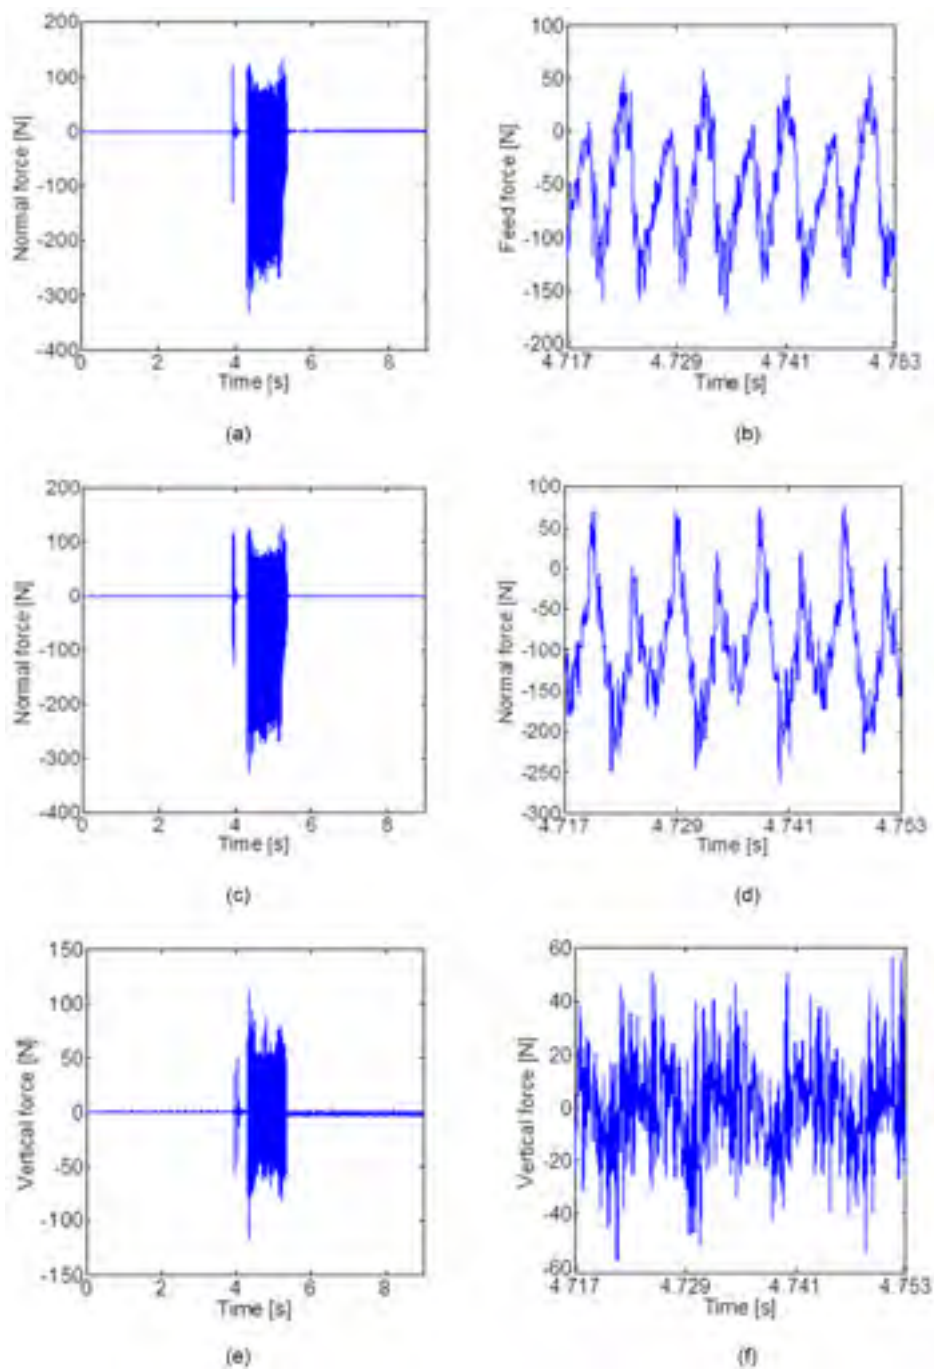 200
100
0
-100
-200
-300
-400
Normal force [N]
0 2 4 6 8
Time [s]
(a)
100
50
0
-50
-100
-150
-200
Feed force [N]
4.717 4.729 4.741 4.753
Time [s]
(b)
200
100
0
-100
-200
-300
-400
Normal force [N]
0 2 4 6 8
Time [s]
(c)
100
50
0
-50
-100
-150
-200
-250
-300
Normal force [N]
4.717 4.729 4.741 4.753
Time [s]
(d)
150
100
50
0
-50
-100
-150
Vertical force [N]
0 2 4 6 8
Time [s]
(e)
60
40
20
0
-20
-40
-60
Vertical force [N]
4.717 4.729 4.741 4.753
Time [s]
(f)